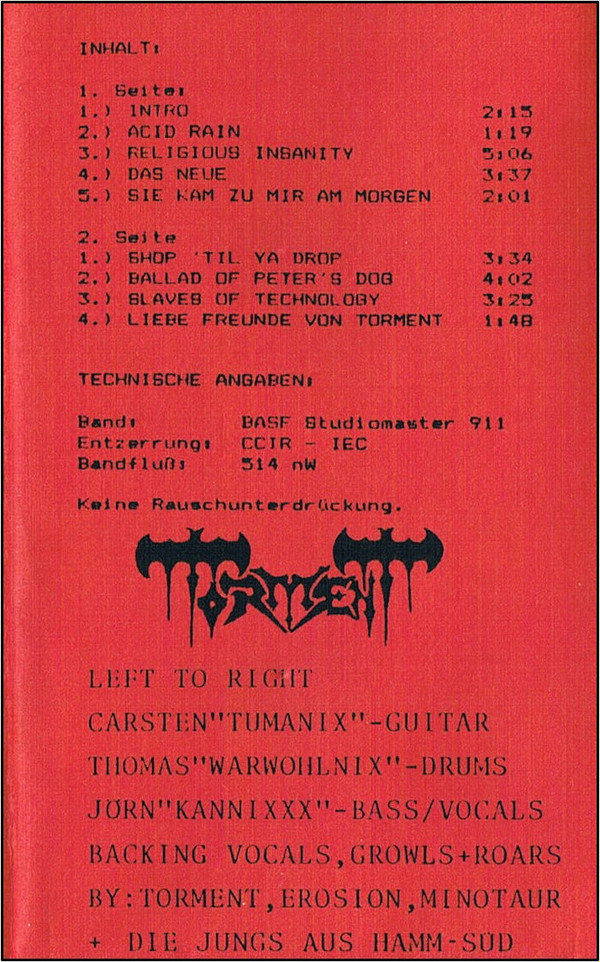 INHALT:
1. Seite:
1.) INTRO 2:15
2.) ACID RAIN 1:19
3.) RELIGIOUS INSANITY 5:06
4.) DAS NEUE 3:37
5.) SIE KAM ZU MIR AM MORGEN 2:01
2. Seite
1.) SHOP 'TIL YA DROP 3:34
2.) BALLAD OF PETER'S DOG 4:02
3.) SLAVES OF TECHNOLOGY 3:25
4.) LIEBE FREUNDE VON TORMENT 1:48
TECHNISCHE ANGABEN:
Band: BASF Studiomaster 911
Entzerrung: CCIR - IEC
Bandfluß: 514 nW
Keine Rauschunterdrückung.
TORMENT
LEFT TO RIGHT
CARSTEN"TUMANIX"-GUITAR
THOMAS"WARWOHLNIX"-DRUMS
JÖRN"KANNIXXX"-BASS/VOCALS
BACKING VOCALS,GROWLS+ROARS
BY:TORMENT,EROSION,MINOTAUR
+ DIE JUNGS AUS HAMM-SÜD